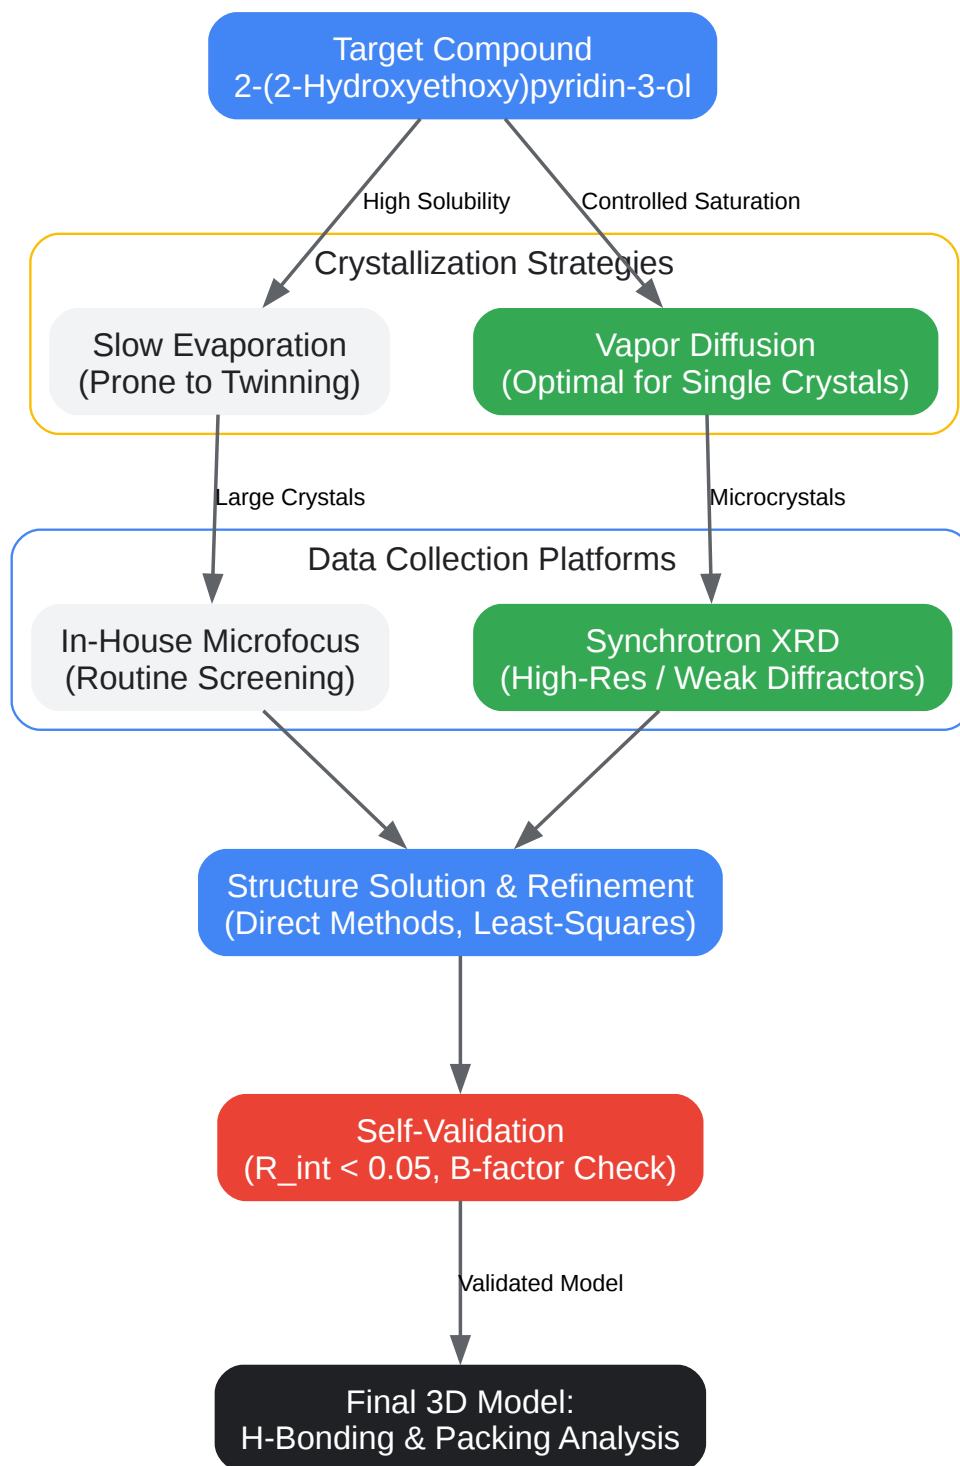 Target Compound
2-(2-Hydroxyethoxy)pyridin-3-ol
High Solubility
Controlled Saturation
Crystallization Strategies
Slow Evaporation
(Prone to Twinning)
Vapor Diffusion
(Optimal for Single Crystals)
Large Crystals
Microcrystals
Data Collection Platforms
In-House Microfocus
(Routine Screening)
Synchrotron XRD
(High-Res / Weak Diffractors)
Structure Solution & Refinement
(Direct Methods, Least-Squares)
Self-Validation
(R_int < 0.05, B-factor Check)
Validated Model
Final 3D Model:
H-Bonding & Packing Analysis